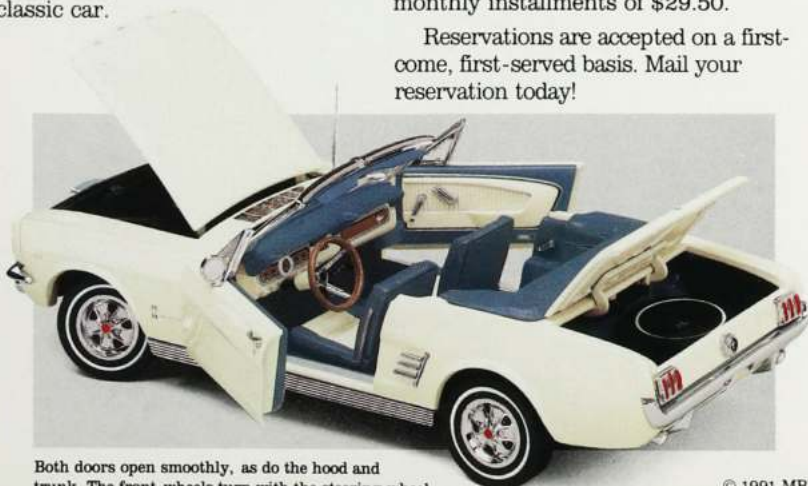 classic car.
monthly installments of $29.50.
Reservations are accepted on a first-
come, first-served basis. Mail your
reservation today!
Both doors open smoothly, as do the hood and
trunk. The front wheels turn with the steering wheel.
© 1991 MBI